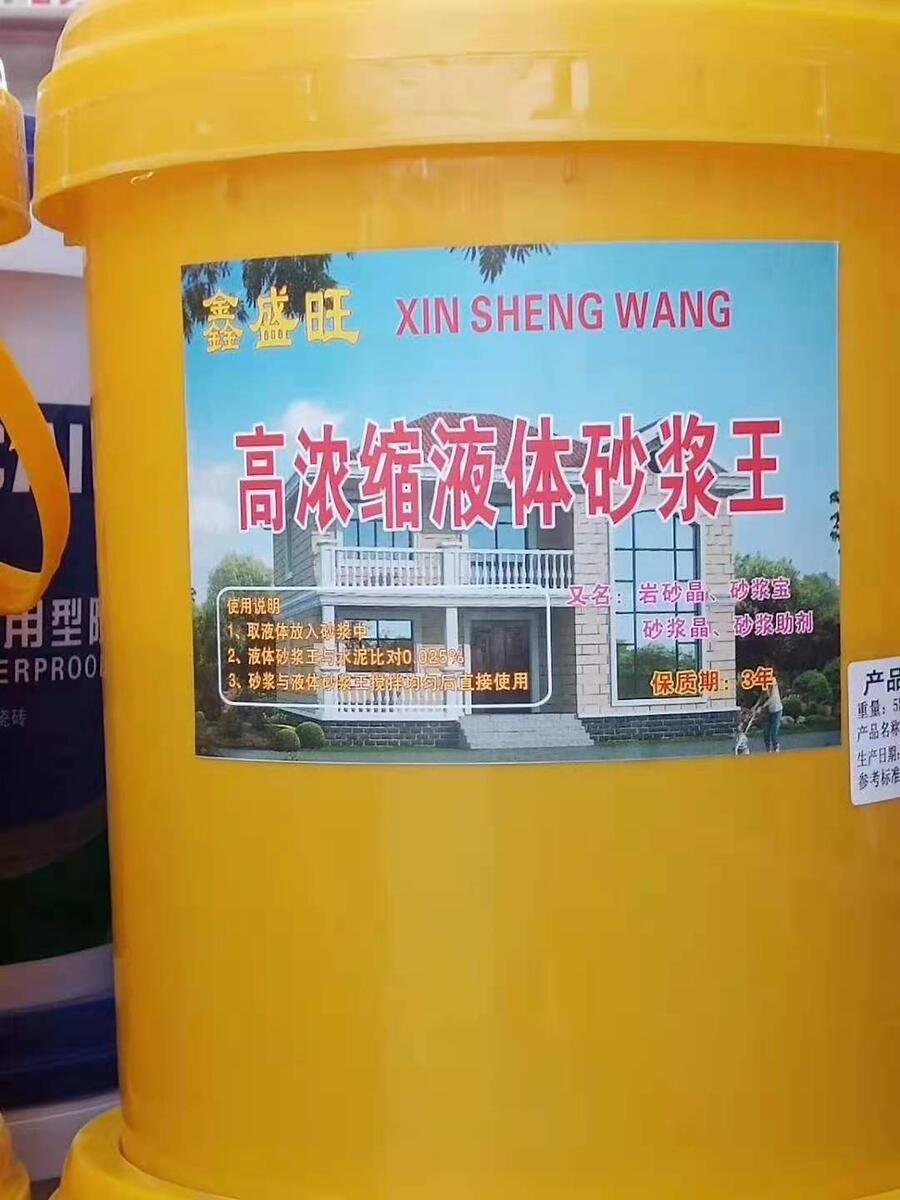 鑫盛旺 XIN SHENG WANG
高浓缩液体砂浆王
使用说明
1、取液体放入砂浆中
2、液体砂浆王与水泥比对0.025%
3、砂浆与液体砂浆王搅拌均匀后直接使用
又名：岩砂晶、砂浆宝
砂浆晶、砂浆助剂
保质期：3年
产品
重量：5
产品名称
生产日期：
参考标准
用型
ERPROO
瓷砖